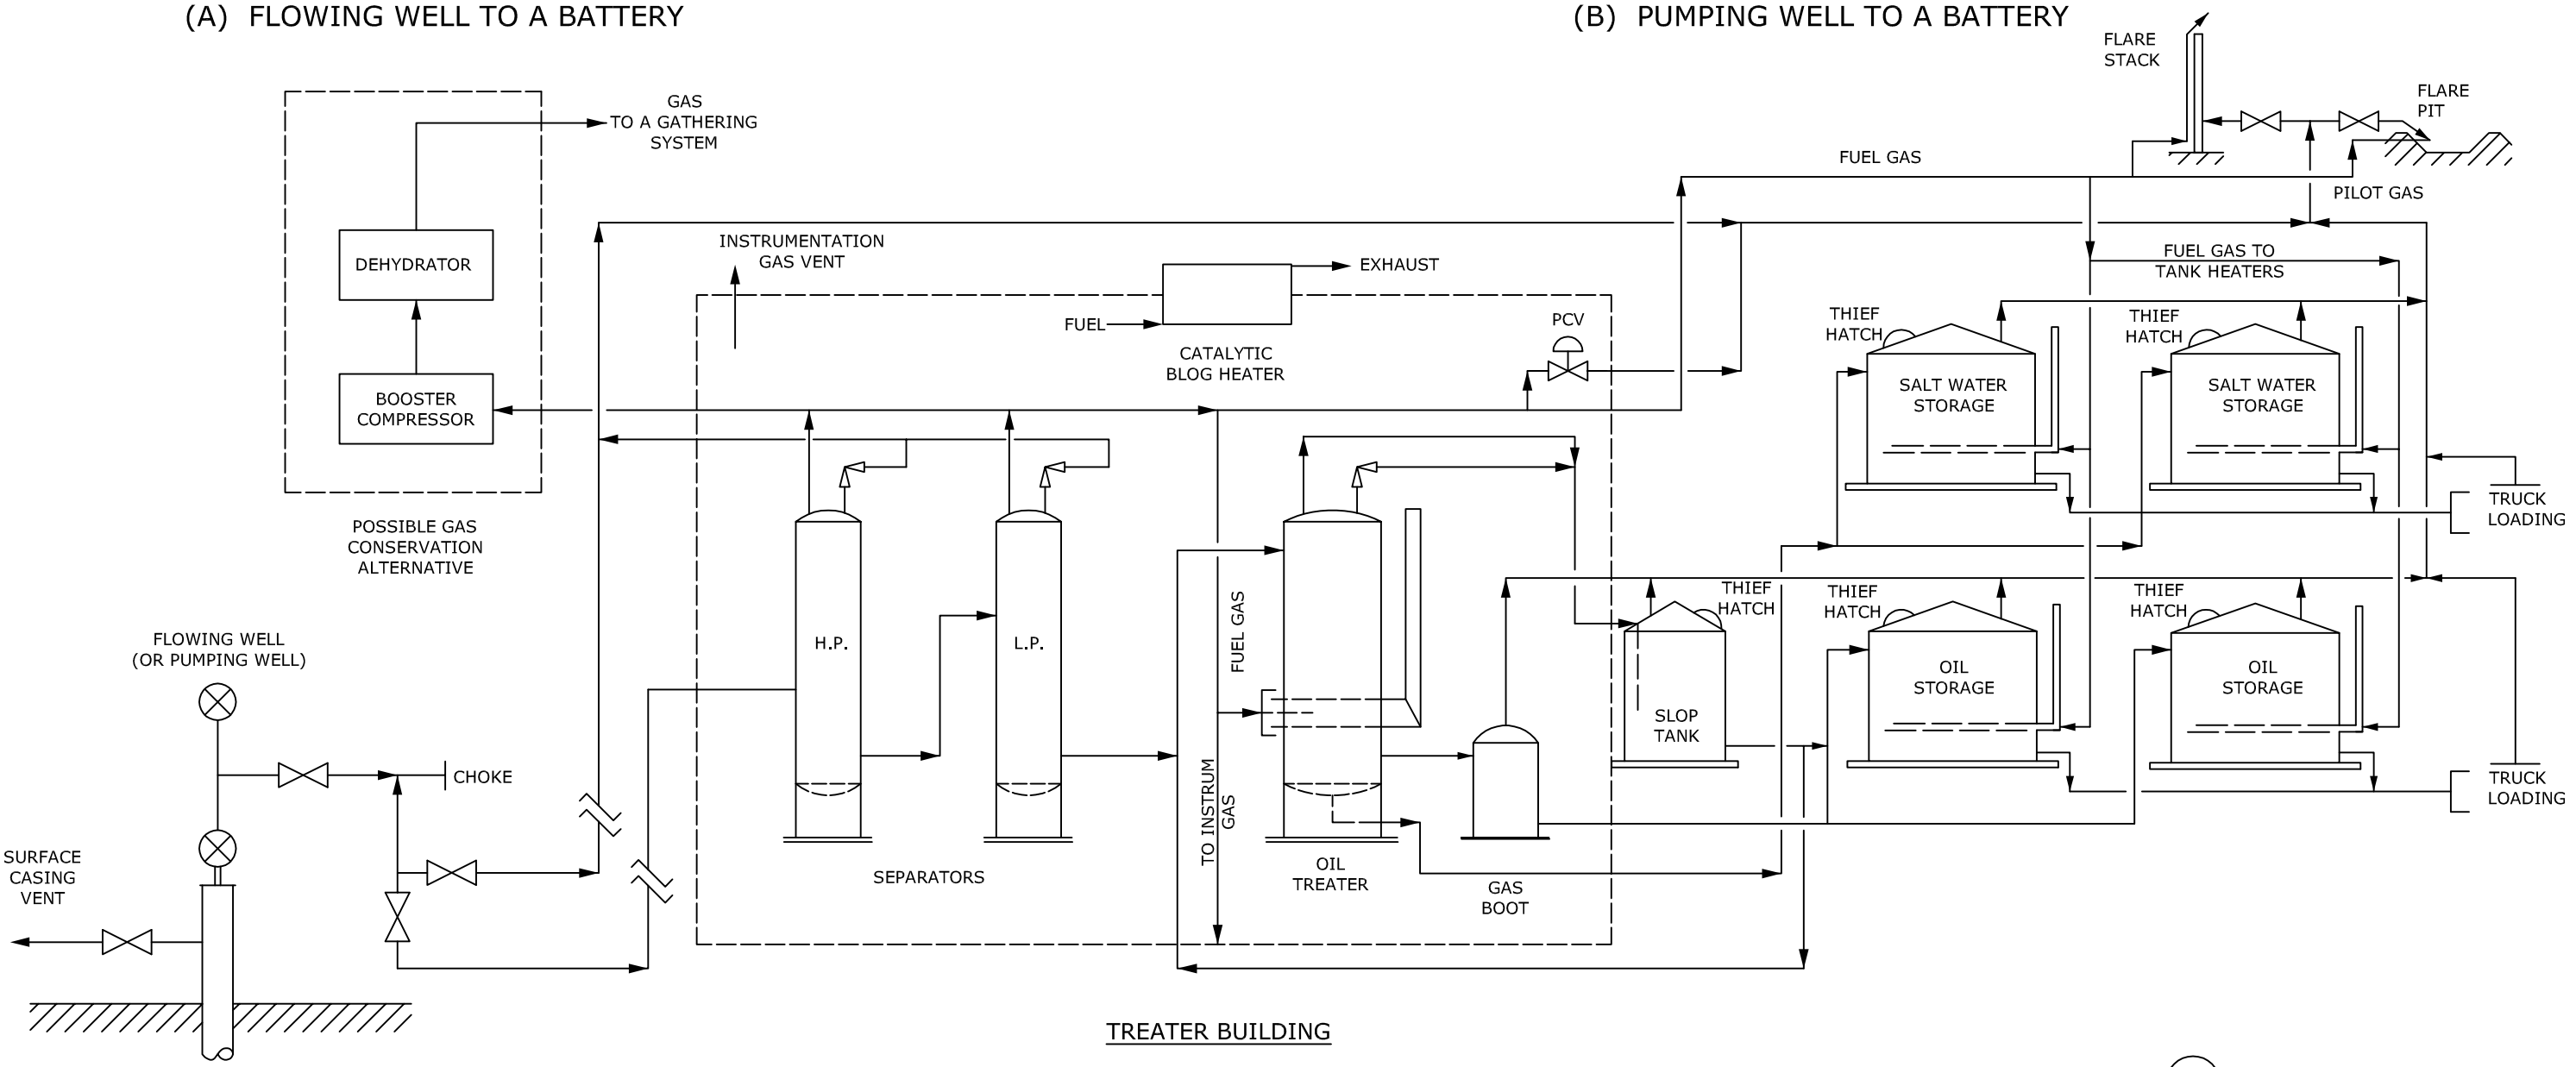 (A) FLOWING WELL TO A BATTERY
(B) PUMPING WELL TO A BATTERY
FLARE
STACK
FLARE
PIT
GAS
TO A GATHERING
SYSTEM
FUEL GAS
PILOT GAS
INSTRUMENTATION
GAS VENT
DEHYDRATOR
EXHAUST
FUEL GAS TO
TANK HEATERS
FUEL
PCV
THIEF
HATCH
THIEF
HATCH
CATALYTIC
BLOG HEATER
BOOSTER
COMPRESSOR
SALT WATER
STORAGE
SALT WATER
STORAGE
TRUCK
LOADING
POSSIBLE GAS
CONSERVATION
ALTERNATIVE
FLOWING WELL
(OR PUMPING WELL)
H.P.
L.P.
FUEL GAS
THIEF
HATCH
THIEF
HATCH
THIEF
HATCH
OIL
STORAGE
OIL
STORAGE
SLOP
TANK
CHOKE
TO INSTRUM
GAS
TRUCK
LOADING
SURFACE
CASING
VENT
SEPARATORS
OIL
TREATER
GAS
BOOT
TREATER BUILDING